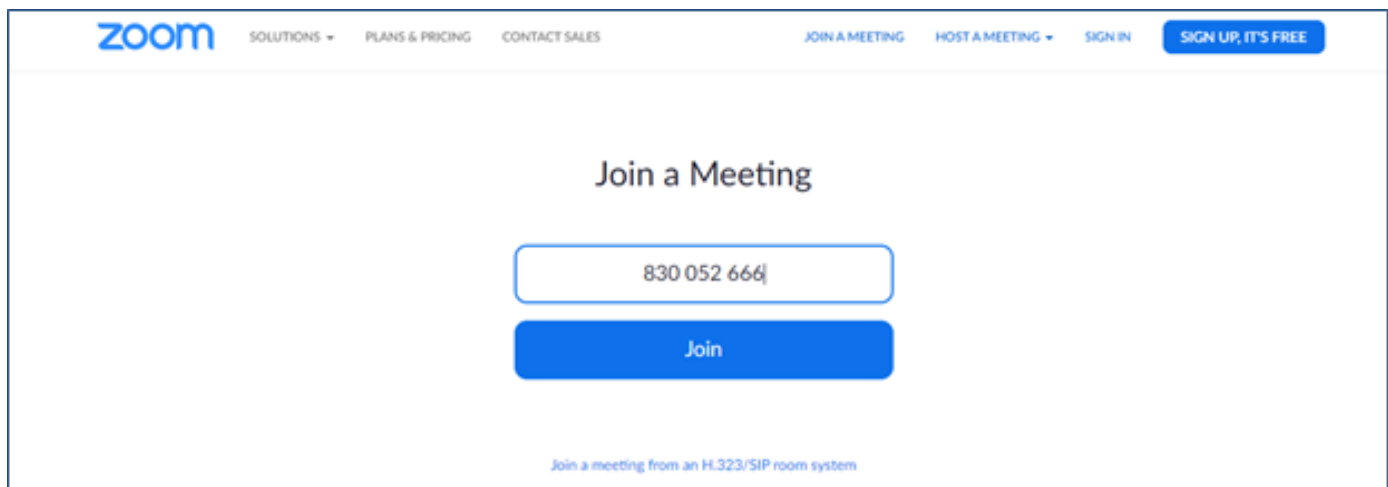 zoom SOLUTIONS PLANS & PRICING CONTACT SALES JOIN A MEETING HOST A MEETING SIGN IN SIGN UP, IT'S FREE
Join a Meeting
830 052 666
Join
Join a meeting from an H.323/SIP room system